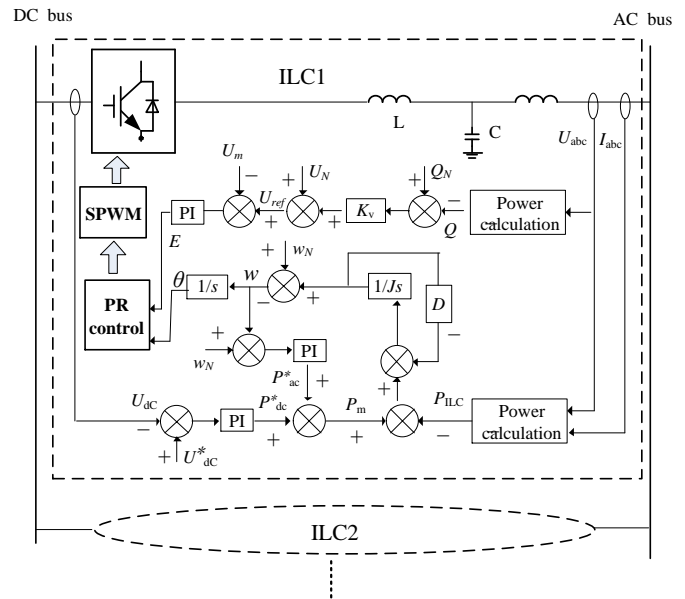 DC bus
AC bus
ILC1
L
C
U_abc
I_abc
U_m
U_N
Q_N
−
+
+
−
U_ref
PI
+
+
K_v
Q
Power
calculation
SPWM
E
+
w_N
θ
1/s
w
−
+
1/Js
D
PR
control
−
+
w_N
PI
P*_ac
+
+
U_dC
P*_dc
P_m
P_ILC
Power
calculation
−
PI
+
+
−
+
U*_dC
ILC2